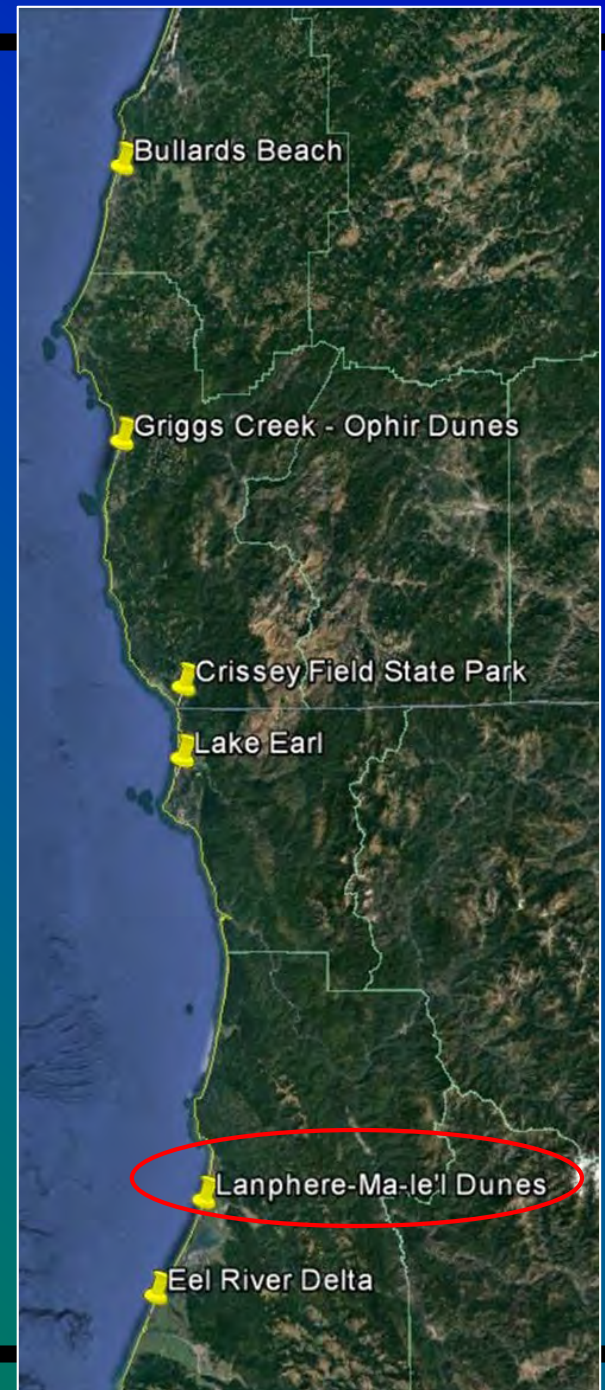 Bullards Beach
Griggs Creek - Ophir Dunes
Crissey Field State Park
Lake Earl
Lanphere-Ma-le'l Dunes
Eel River Delta